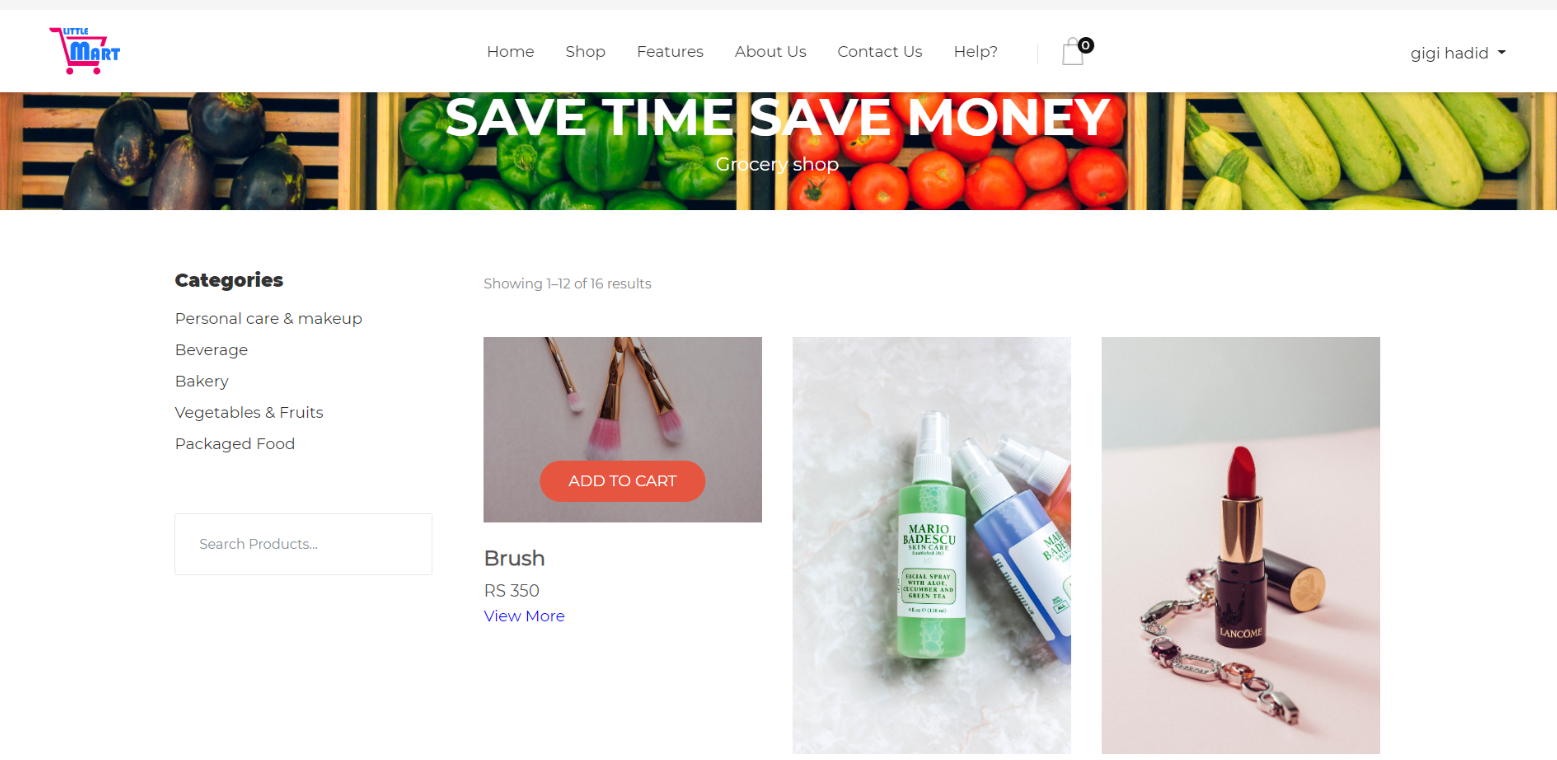 LITTLE
MART
Home
Shop
Features
About Us
Contact Us
Help?
0
gigi hadid
SAVE TIME SAVE MONEY
Grocery shop
Categories
Personal care & makeup
Beverage
Bakery
Vegetables & Fruits
Packaged Food
Search Products...
Showing 1–12 of 16 results
ADD TO CART
Brush
RS 350
View More
MARIO
BADESCU
SKIN CARE
FACIAL SPRAY
WITH ALOE,
CUCUMBER AND
GREEN TEA
LANCÔME